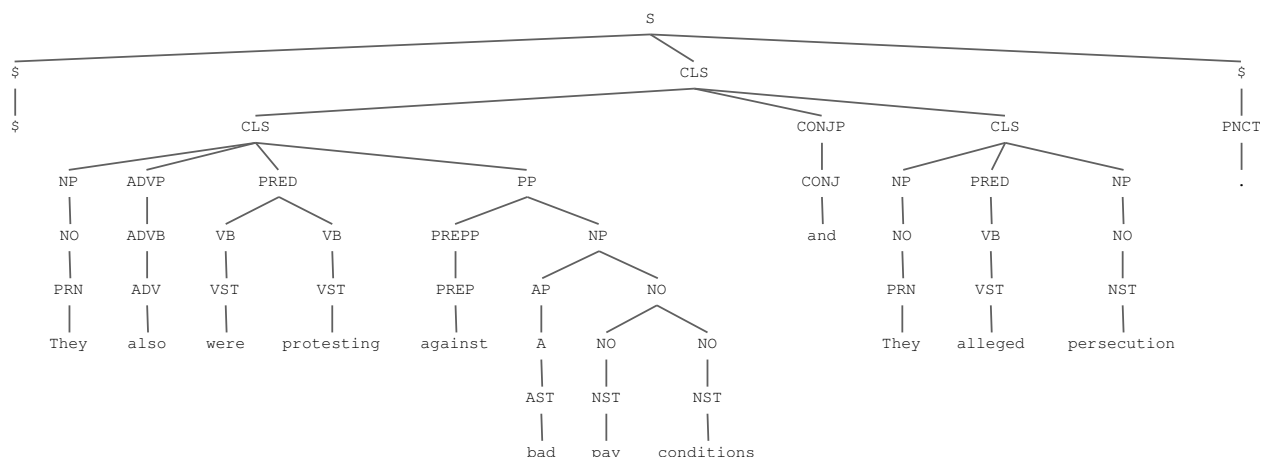 S
$ CLS $
$ CLS CONJP CLS PNCT
NP ADVP PRED PP CONJ NP PRED NP .
NO ADVB VB VB PREPP NP and NO VB NO
PRN ADV VST VST PREP AP NO PRN VST NST
They also were protesting against A NO NO They alleged persecution
AST NST NST
bad pay conditions